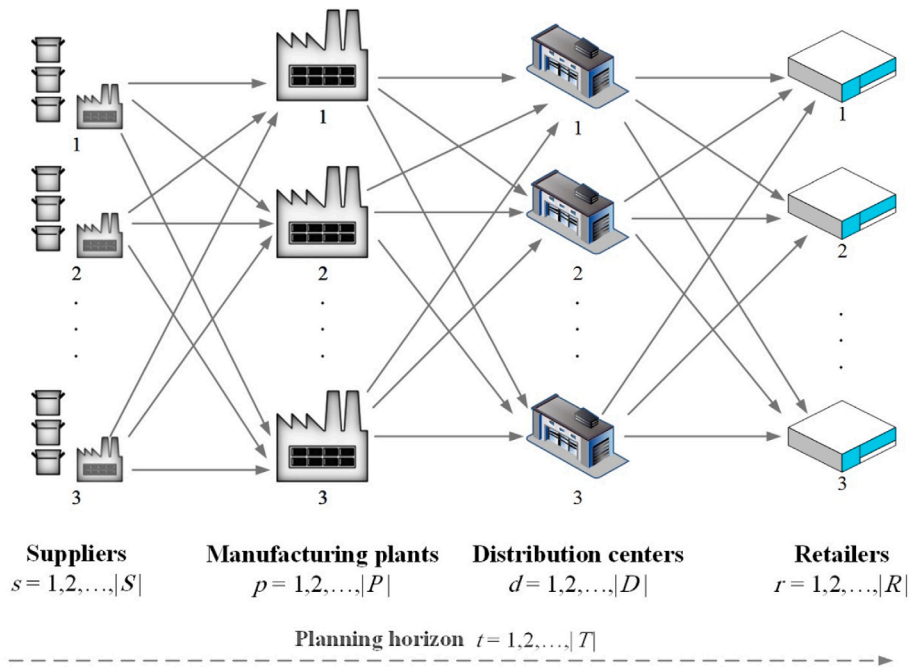 1 1 1 1
2 2 2 2
3 3 3 3
Suppliers Manufacturing plants Distribution centers Retailers
s = 1,2,…,|S| p = 1,2,…,|P| d = 1,2,…,|D| r = 1,2,…,|R|
Planning horizon t = 1,2,…,|T|